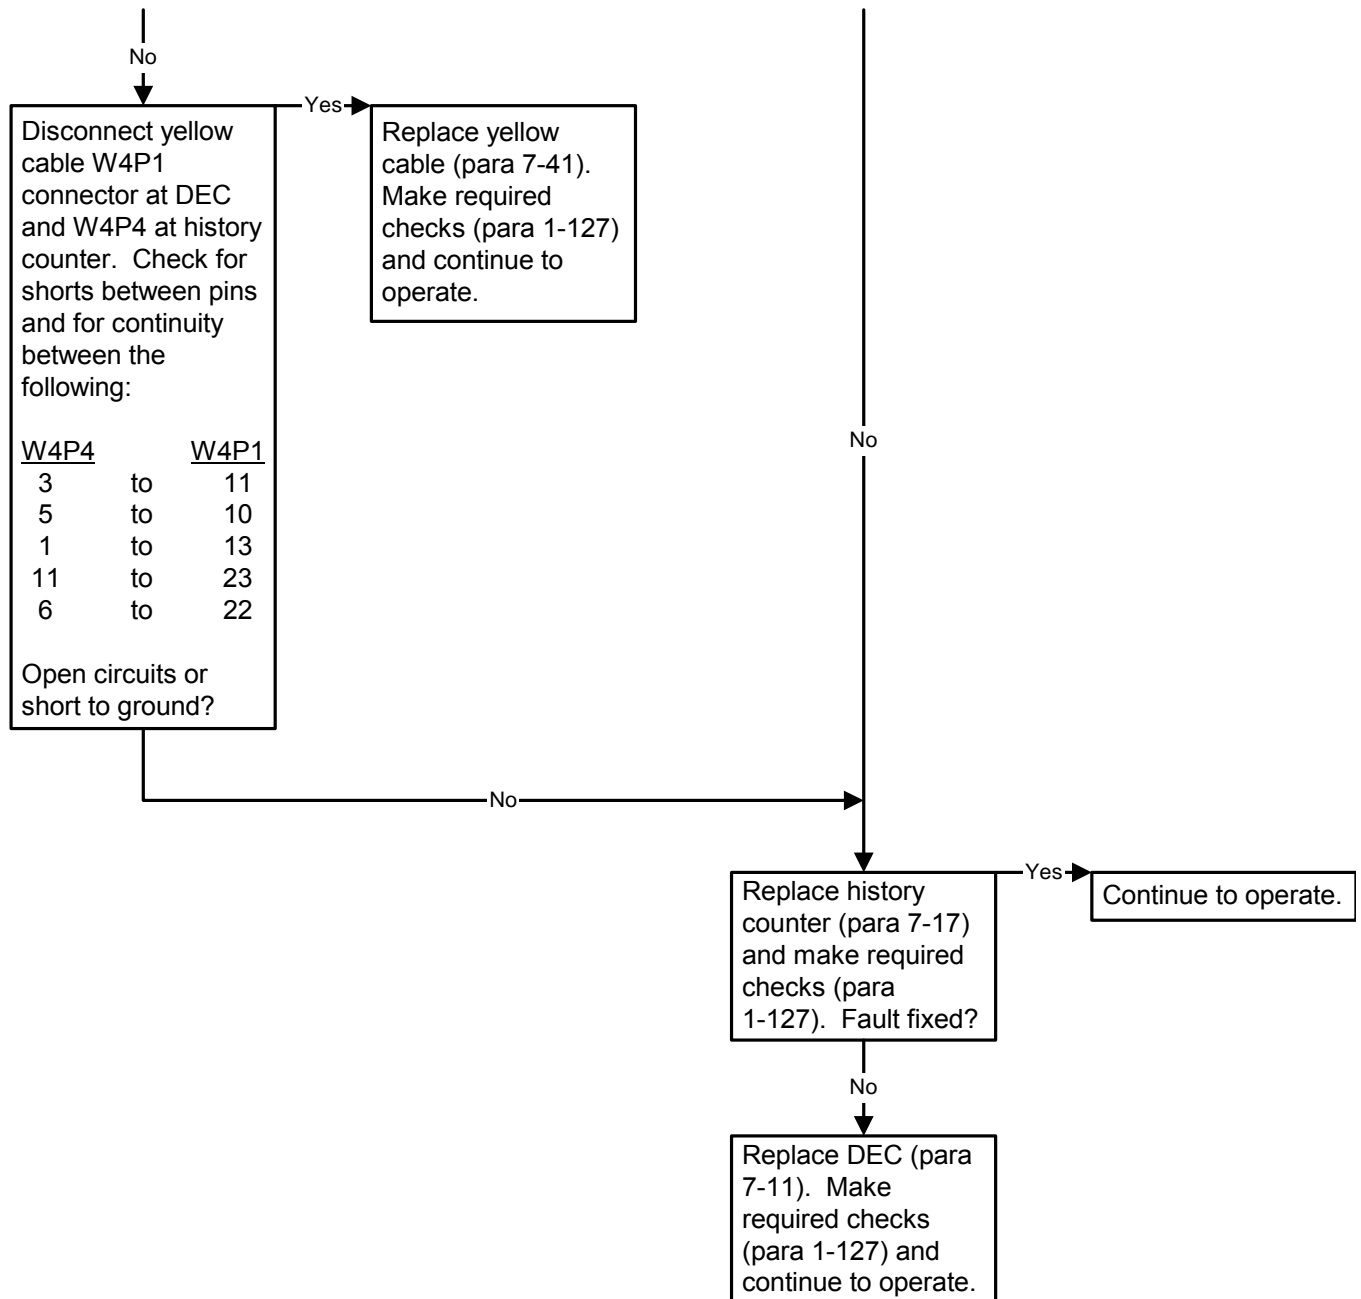 No
Disconnect yellow
cable W4P1
connector at DEC
and W4P4 at history
counter.  Check for
shorts between pins
and for continuity
between the
following:
W4P4 W4P1
3 to 11
5 to 10
1 to 13
11 to 23
6 to 22
Open circuits or
short to ground?
Yes
Replace yellow
cable (para 7-41).
Make required
checks (para 1-127)
and continue to
operate.
No
No
Replace history
counter (para 7-17)
and make required
checks (para
1-127).  Fault fixed?
Yes
Continue to operate.
No
Replace DEC (para
7-11).  Make
required checks
(para 1-127) and
continue to operate.